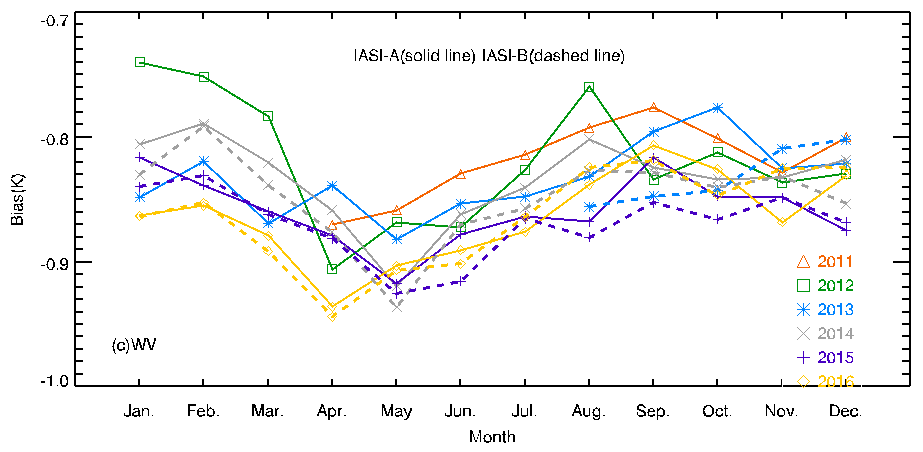 -0.7
IASI-A(solid line) IASI-B(dashed line)
-0.8
Bias(K)
-0.9
2011
2012
2013
2014
2015
2016
(c)WV
-1.0
Jan. Feb. Mar. Apr. May Jun. Jul. Aug. Sep. Oct. Nov. Dec.
Month